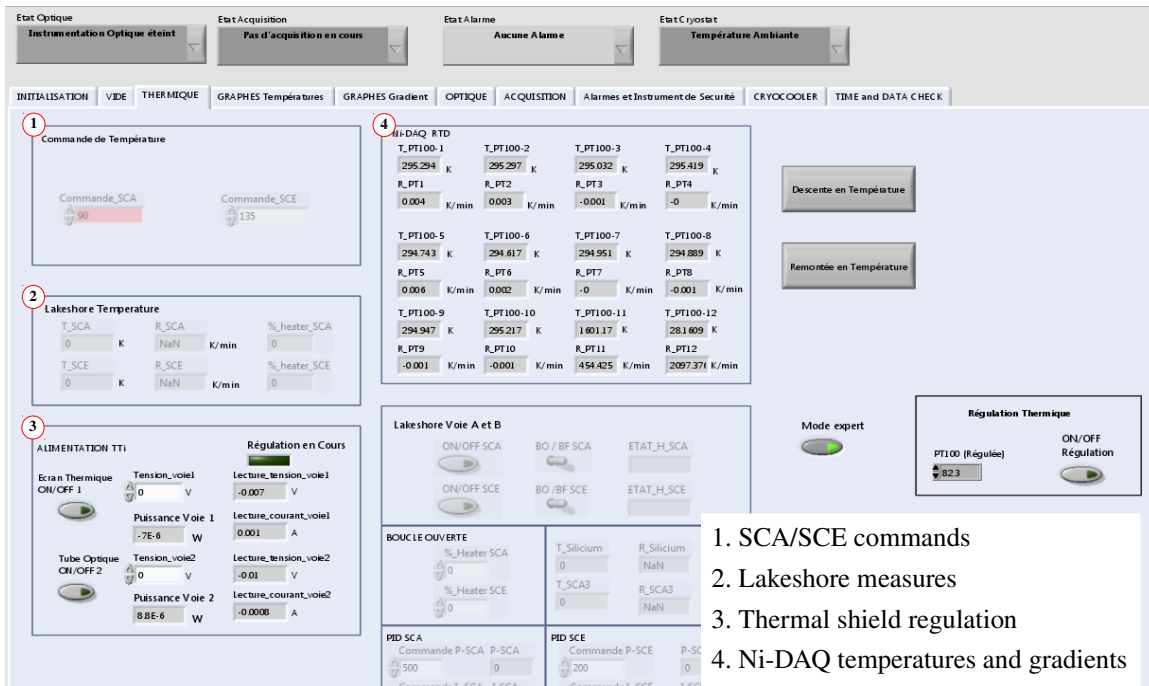 Etat Optique
Instrumentation Optique éteint
Etat Acquisition
Pas d'acquisition en cours
Etat Alarme
Aucune Alarme
Etat Cryostat
Température Ambiante
INITIALISATION VIDE THERMIQUE GRAPHES Températures GRAPHES Gradient OPTIQUE ACQUISITION Alarmes et Instrument de Securité CRYOCOOLER TIME and DATA CHECK
1
Commande de Température
Commande_SCA Commande_SCE
90 135
2
Lakeshore Temperature
T_SCA R_SCA %_heater_SCA
0 K NaN K/min 0
T_SCE R_SCE %_heater_SCE
0 K NaN K/min 0
3
ALIMENTATION TTi
Régulation en Cours
Ecran Thermique
ON/OFF 1
Tension_voie1 Lecture_tension_voie1
0 V -0.007 V
Puissance Voie 1 Lecture_courant_voie1
-7E-6 W 0.001 A
Tube Optique
ON/OFF 2
Tension_voie2 Lecture_tension_voie2
0 V -0.01 V
Puissance Voie 2 Lecture_courant_voie2
8.8E-6 W -0.0008 A
4
Ni-DAQ RTD
T_PT100-1 T_PT100-2 T_PT100-3 T_PT100-4
295.294 K 295.297 K 295.032 K 295.419 K
R_PT1 R_PT2 R_PT3 R_PT4
0.004 K/min 0.003 K/min -0.001 K/min -0 K/min
T_PT100-5 T_PT100-6 T_PT100-7 T_PT100-8
294.743 K 294.617 K 294.951 K 294.889 K
R_PT5 R_PT6 R_PT7 R_PT8
0.006 K/min 0.002 K/min -0 K/min -0.001 K/min
T_PT100-9 T_PT100-10 T_PT100-11 T_PT100-12
294.947 K 295.217 K 1601.17 K 28.1609 K
R_PT9 R_PT10 R_PT11 R_PT12
-0.001 K/min -0.001 K/min 454.425 K/min 2097.37( K/min
Descente en Température
Remontée en Température
Lakeshore Voie A et B
ON/OFF SCA BO / BF SCA ETAT_H_SCA
ON/OFF SCE BO /BF SCE ETAT_H_SCE
Mode expert
Régulation Thermique
PT100 (Régulée)
82.3
ON/OFF
Régulation
BOUCLE OUVERTE
%_Heater SCA
0
%_Heater SCE
0
T_Silicium R_Silicium
0 NaN
T_SCA3 R_SCA3
0 NaN
PID SCA
Commande P-SCA P-SCA
500 0
Commande I-SCA I-SCA
PID SCE
Commande P-SCE P-SC
200 0
Commande I-SCE I-SCE
1. SCA/SCE commands
2. Lakeshore measures
3. Thermal shield regulation
4. Ni-DAQ temperatures and gradients